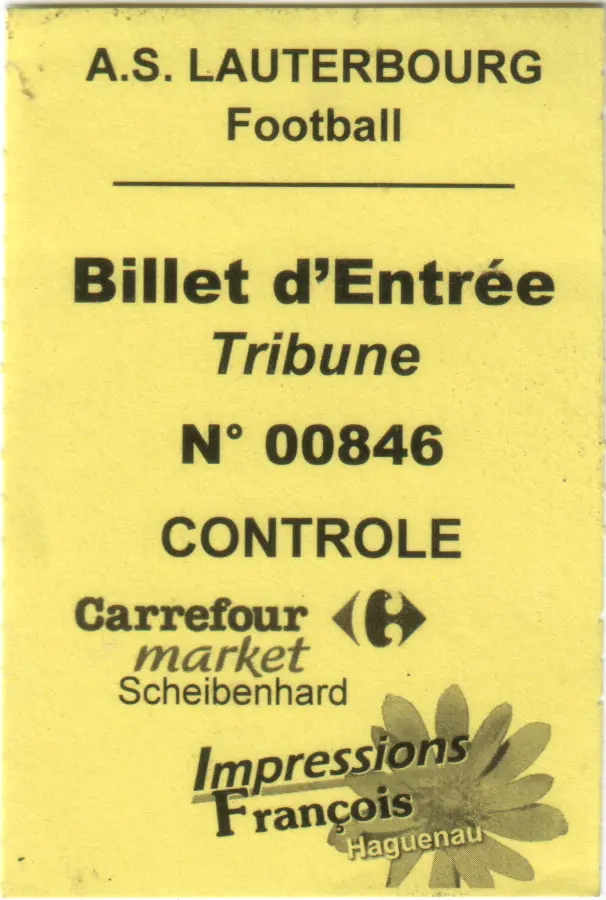 A.S. LAUTERBOURG
Football
Billet d'Entrée
Tribune
N° 00846
CONTROLE
Carrefour
market
Scheibenhard
Impressions
François
Haguenau